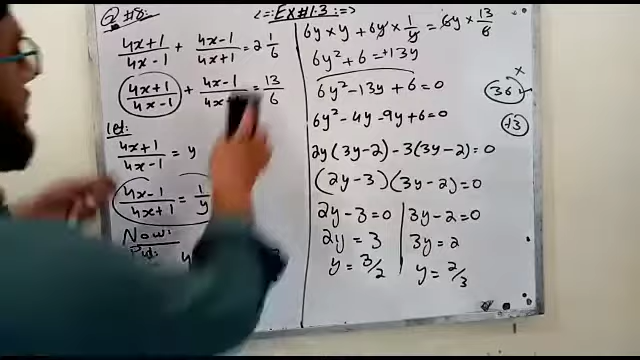 Q #8:
<:= Ex#1.3 :=>
(4x+1)/(4x-1) + (4x-1)/(4x+1) = 2 1/6
(4x+1)/(4x-1) + (4x-1)/(4x+ = 13/6
Let:
(4x+1)/(4x-1) = y
(4x-1)/(4x+1) = 1/y
Now:
Put:
6y × y + 6y × 1/y = 6y × 13/6
6y² + 6 = +13y
6y² - 13y + 6 = 0
6y² - 4y - 9y + 6 = 0
2y(3y-2) - 3(3y-2) = 0
(2y-3)(3y-2) = 0
2y-3=0
2y = 3
y = 3/2
3y-2=0
3y = 2
y = 2/3
×
36
-13